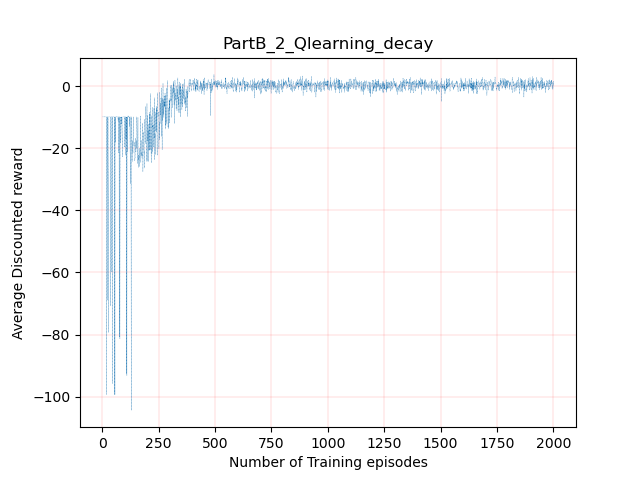 PartB_2_Qlearning_decay
Average Discounted reward
0
−20
−40
−60
−80
−100
0 250 500 750 1000 1250 1500 1750 2000
Number of Training episodes